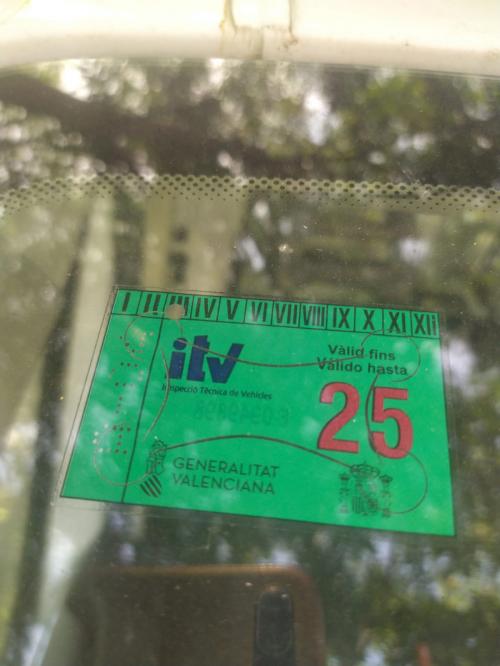 I II III IV V VI VII VIII IX X XI XII
itv
Inspecció Tècnica de Vehicles
Vàlid fins
Válido hasta
25
GENERALITAT
VALENCIANA